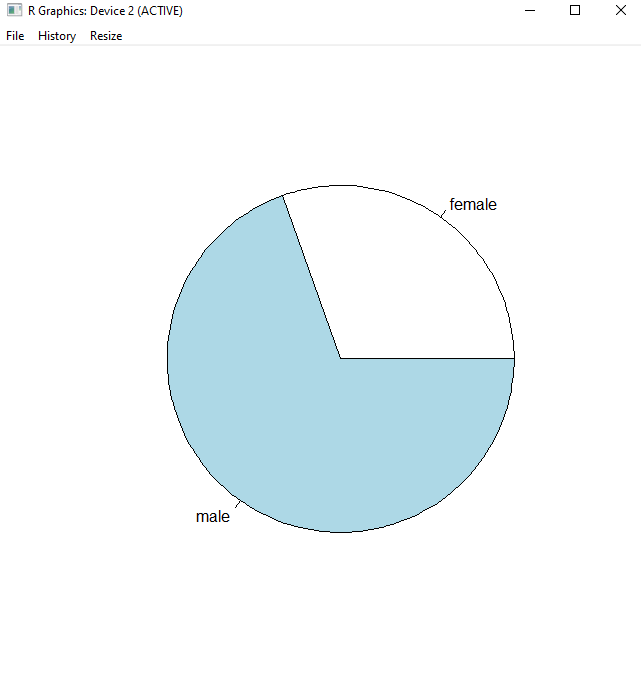 R Graphics: Device 2 (ACTIVE)
File History Resize
female
male